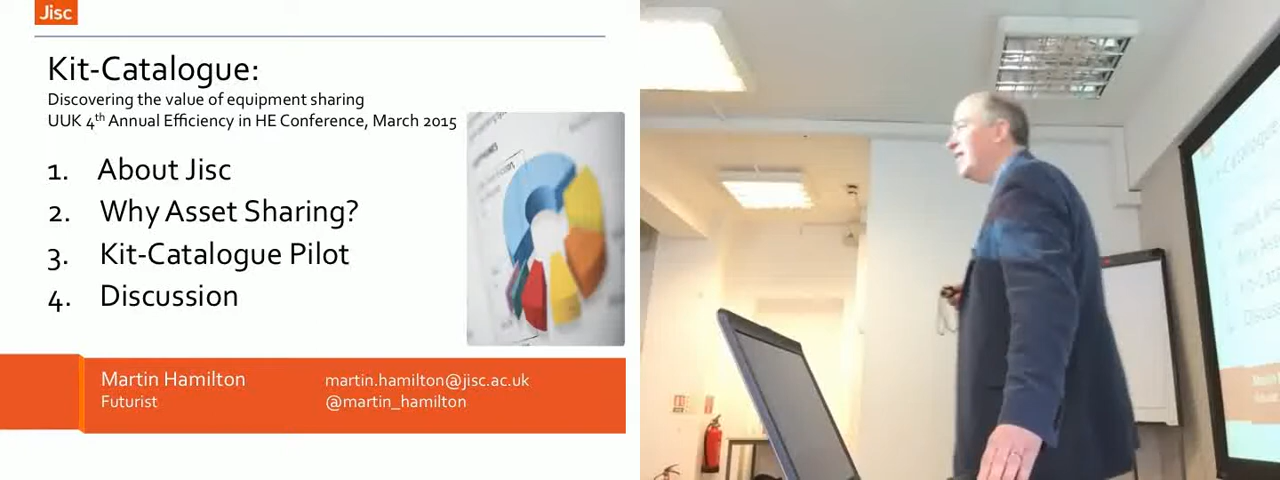 Jisc
Kit-Catalogue:
Discovering the value of equipment sharing
UUK 4th Annual Efficiency in HE Conference, March 2015
1. About Jisc
2. Why Asset Sharing?
3. Kit-Catalogue Pilot
4. Discussion
Martin Hamilton martin.hamilton@jisc.ac.uk
Futurist @martin_hamilton